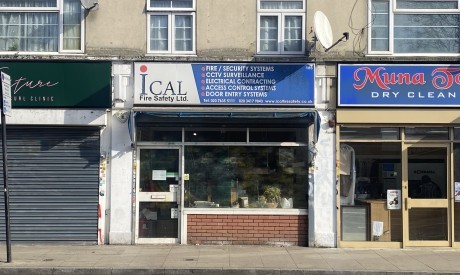 ICAL
Fire Safety Ltd.
FIRE / SECURITY SYSTEMS
CCTV SURVEILLANCE
ELECTRICAL CONTRACTING
ACCESS CONTROL SYSTEMS
DOOR ENTRY SYSTEMS
CLINIC
Muna
DRY CLEAN